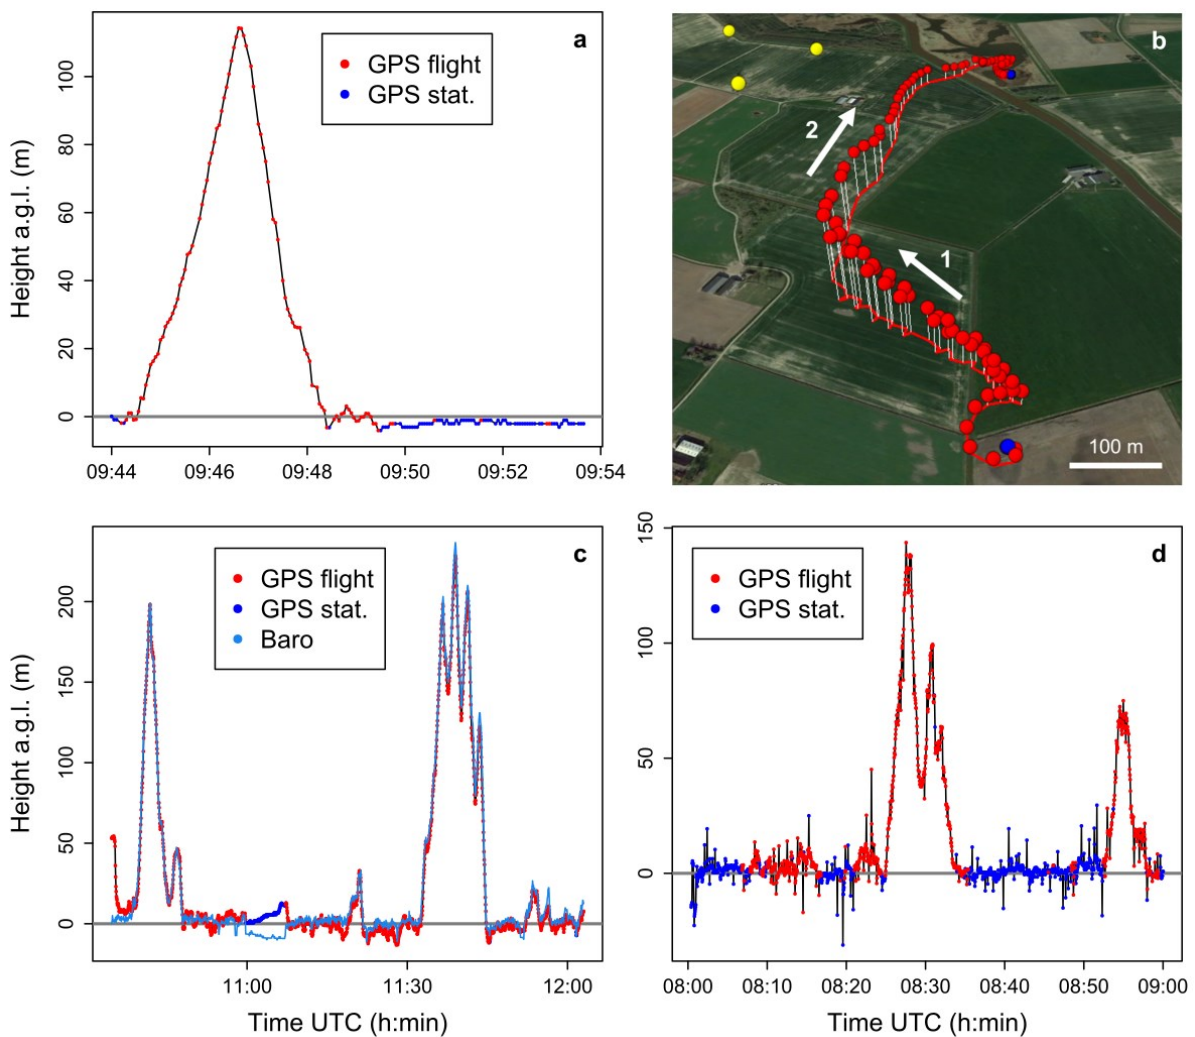 a
GPS flight
GPS stat.
Height a.g.l. (m)
0
20
40
60
80
100
09:44
09:46
09:48
09:50
09:52
09:54
b
2
1
100 m
c
GPS flight
GPS stat.
Baro
Height a.g.l. (m)
0
50
100
150
200
11:00
11:30
12:00
Time UTC (h:min)
d
GPS flight
GPS stat.
0
50
100
150
08:00
08:10
08:20
08:30
08:40
08:50
09:00
Time UTC (h:min)